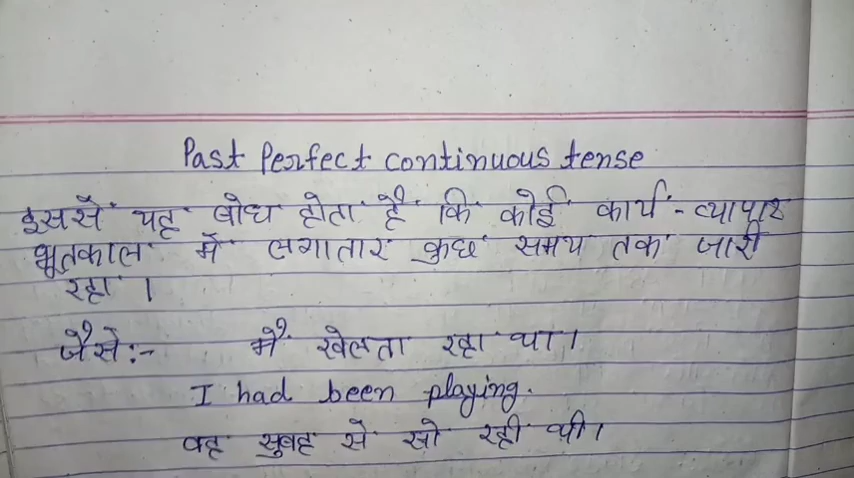 Past Perfect continuous tense
इससे यह बोध होता है कि कोई कार्य - व्यापार
भूतकाल में लगातार कुछ समय तक जारी
रहा ।
जैसे:- मैं खेलता रहा था ।
I had been playing.
वह सुबह से सो रही थी ।